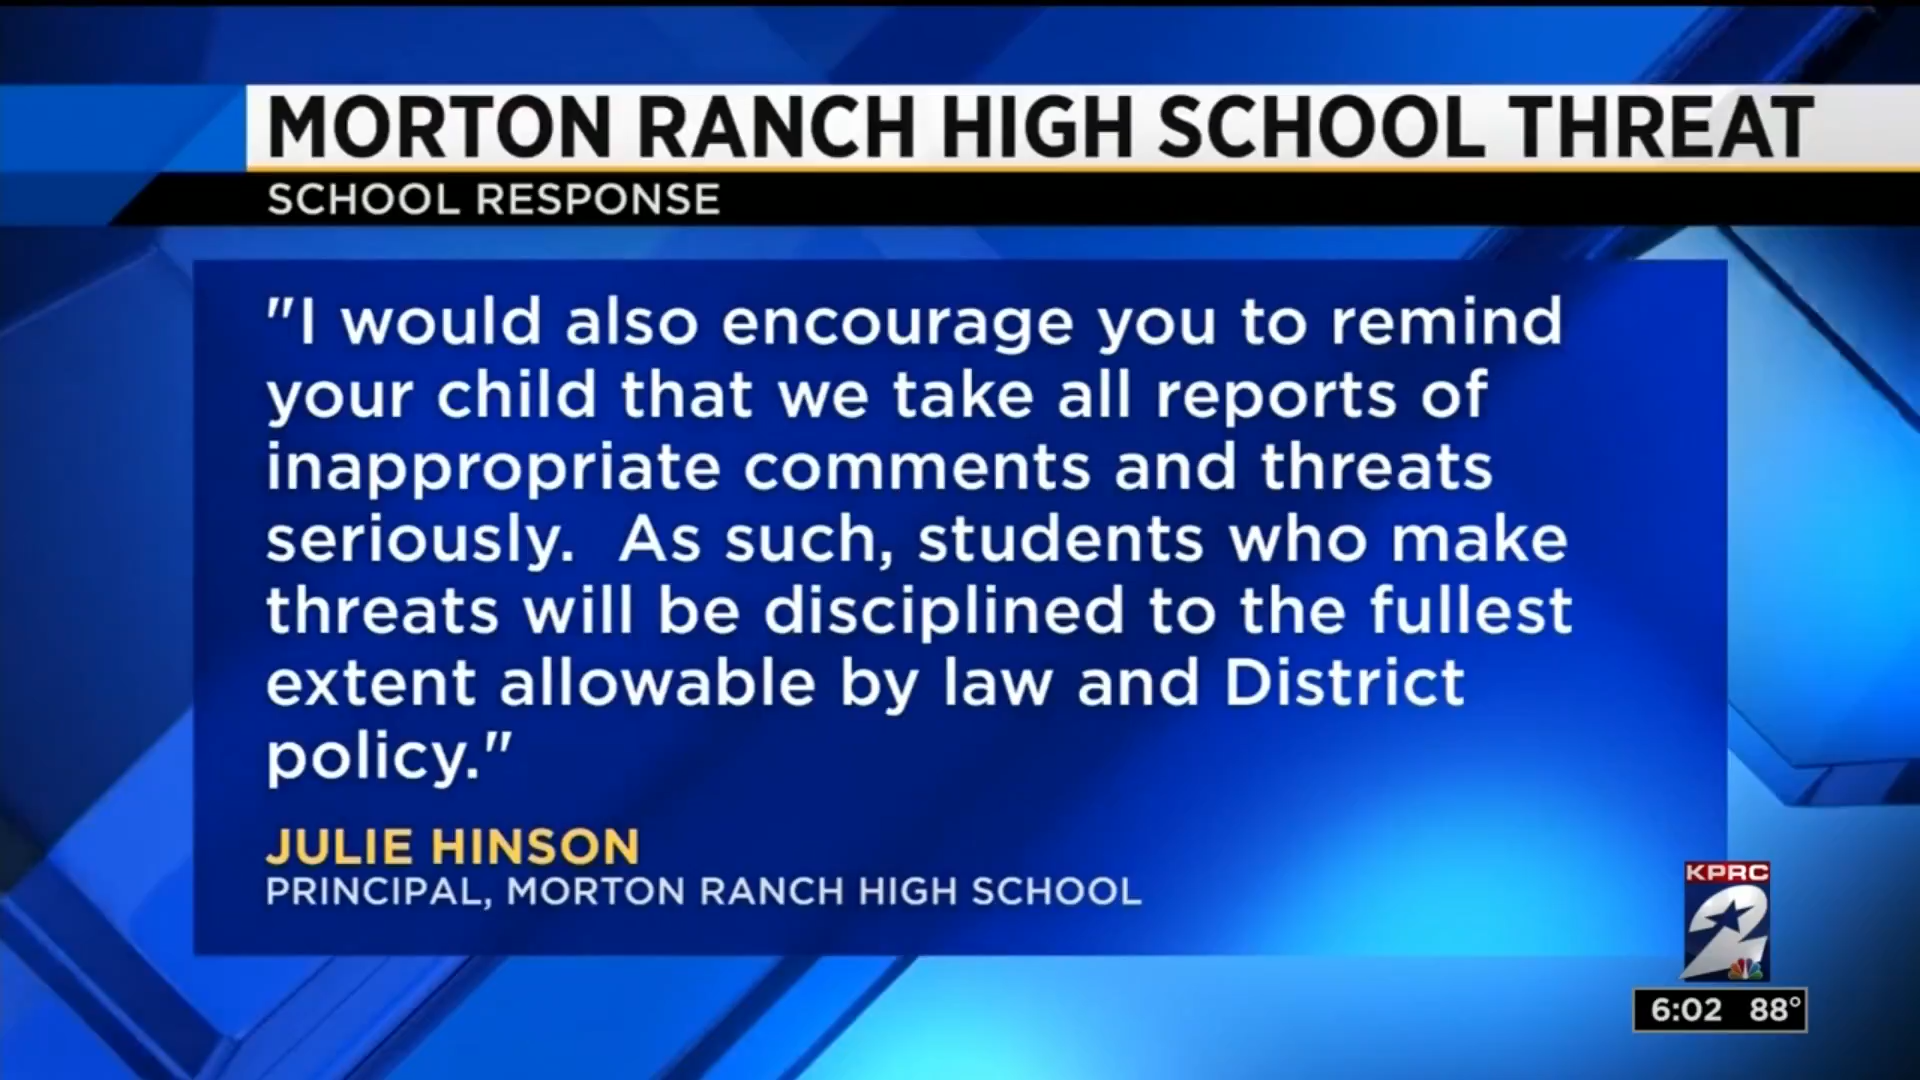 MORTON RANCH HIGH SCHOOL THREAT
SCHOOL RESPONSE
"I would also encourage you to remind
your child that we take all reports of
inappropriate comments and threats
seriously.  As such, students who make
threats will be disciplined to the fullest
extent allowable by law and District
policy."
JULIE HINSON
PRINCIPAL, MORTON RANCH HIGH SCHOOL
KPRC
2
6:02 88°